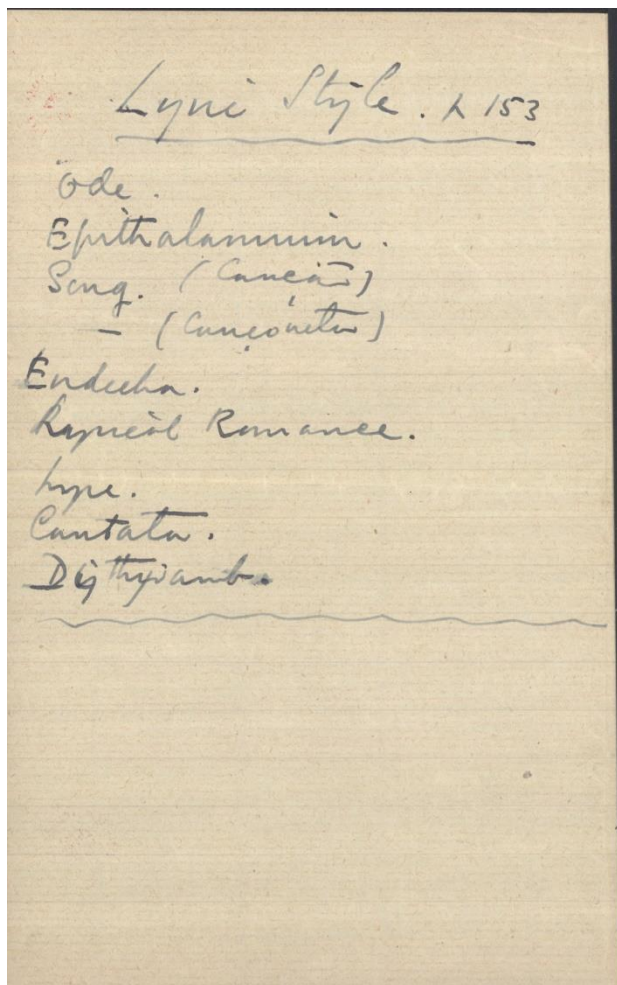 Lyric Style. L 153
Ode.
Epithalamium.
Song. (Canção)
— (Cançoneta)
Endecha.
Lyrical Romance.
Lyre.
Cantata.
Dithyramb.